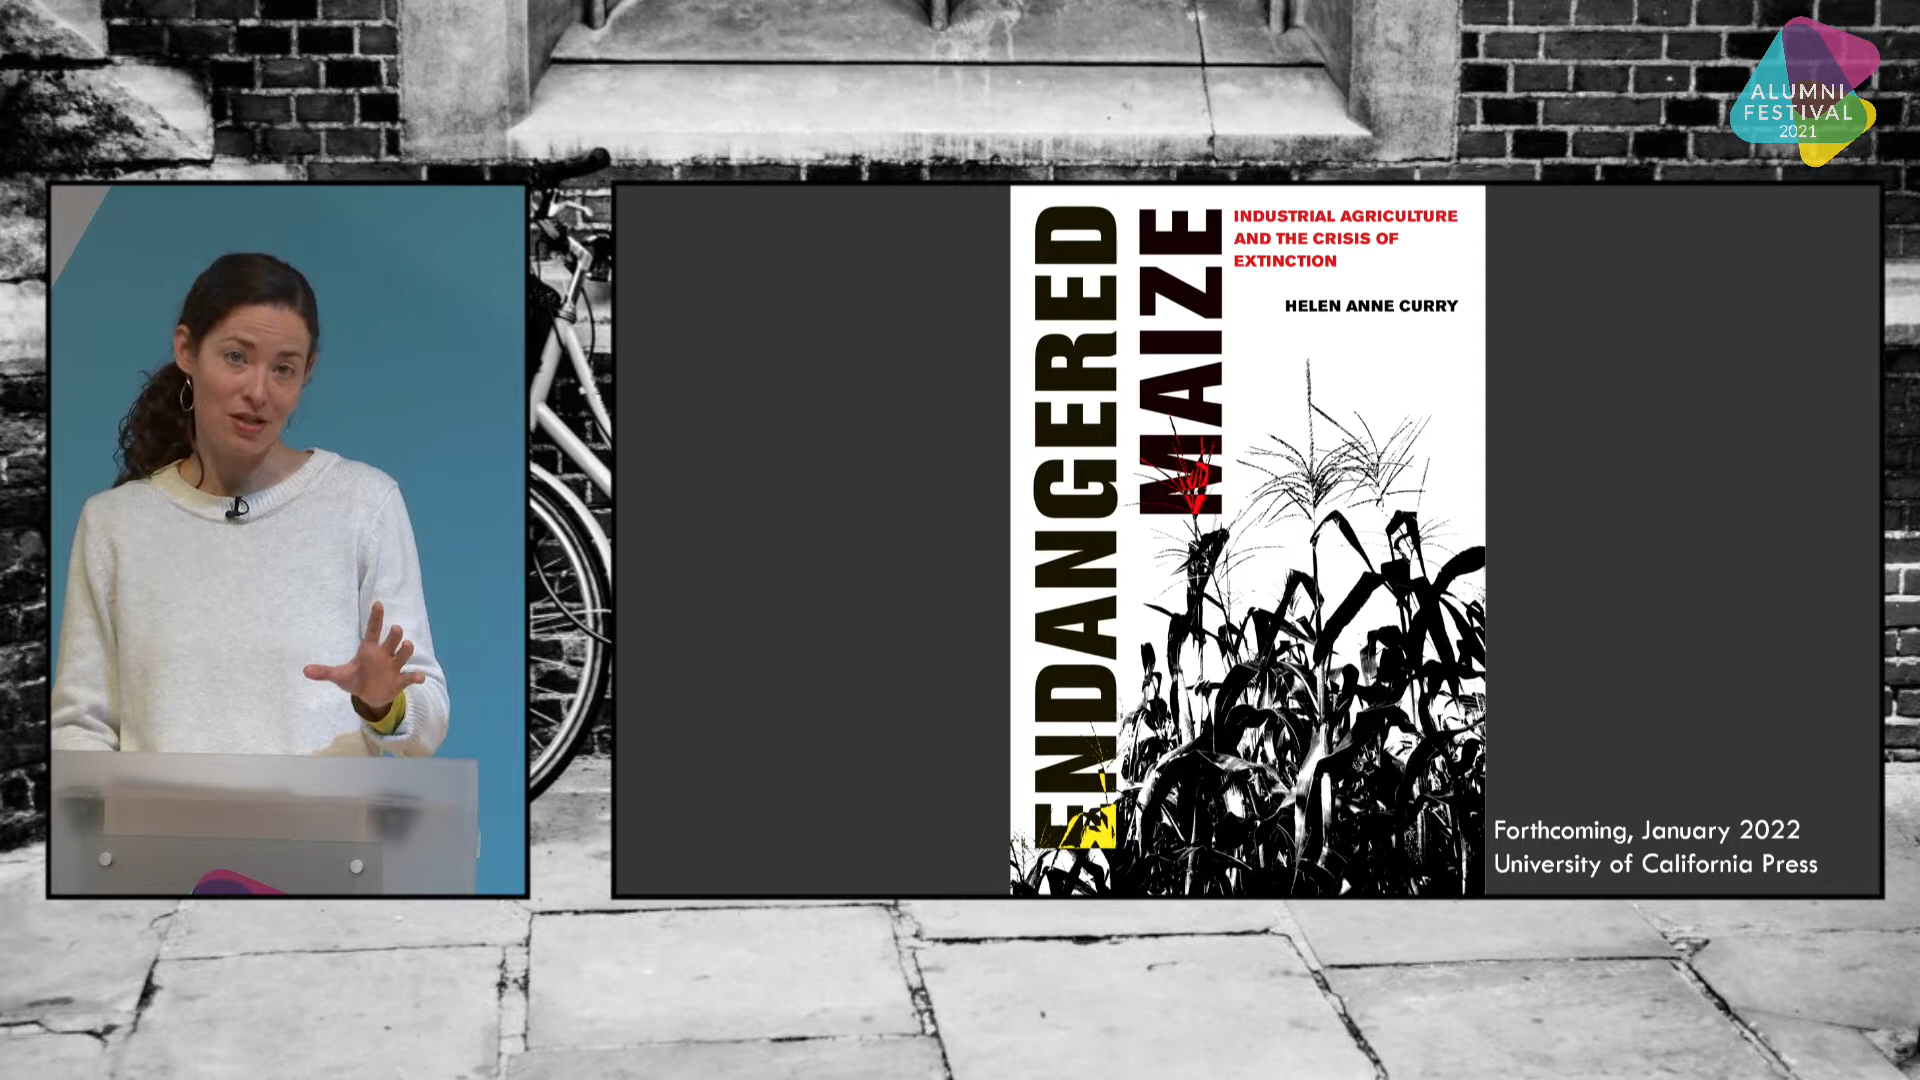 ALUMNI
FESTIVAL
2021
ENDANGERED
MAIZE
INDUSTRIAL AGRICULTURE
AND THE CRISIS OF
EXTINCTION
HELEN ANNE CURRY
Forthcoming, January 2022
University of California Press